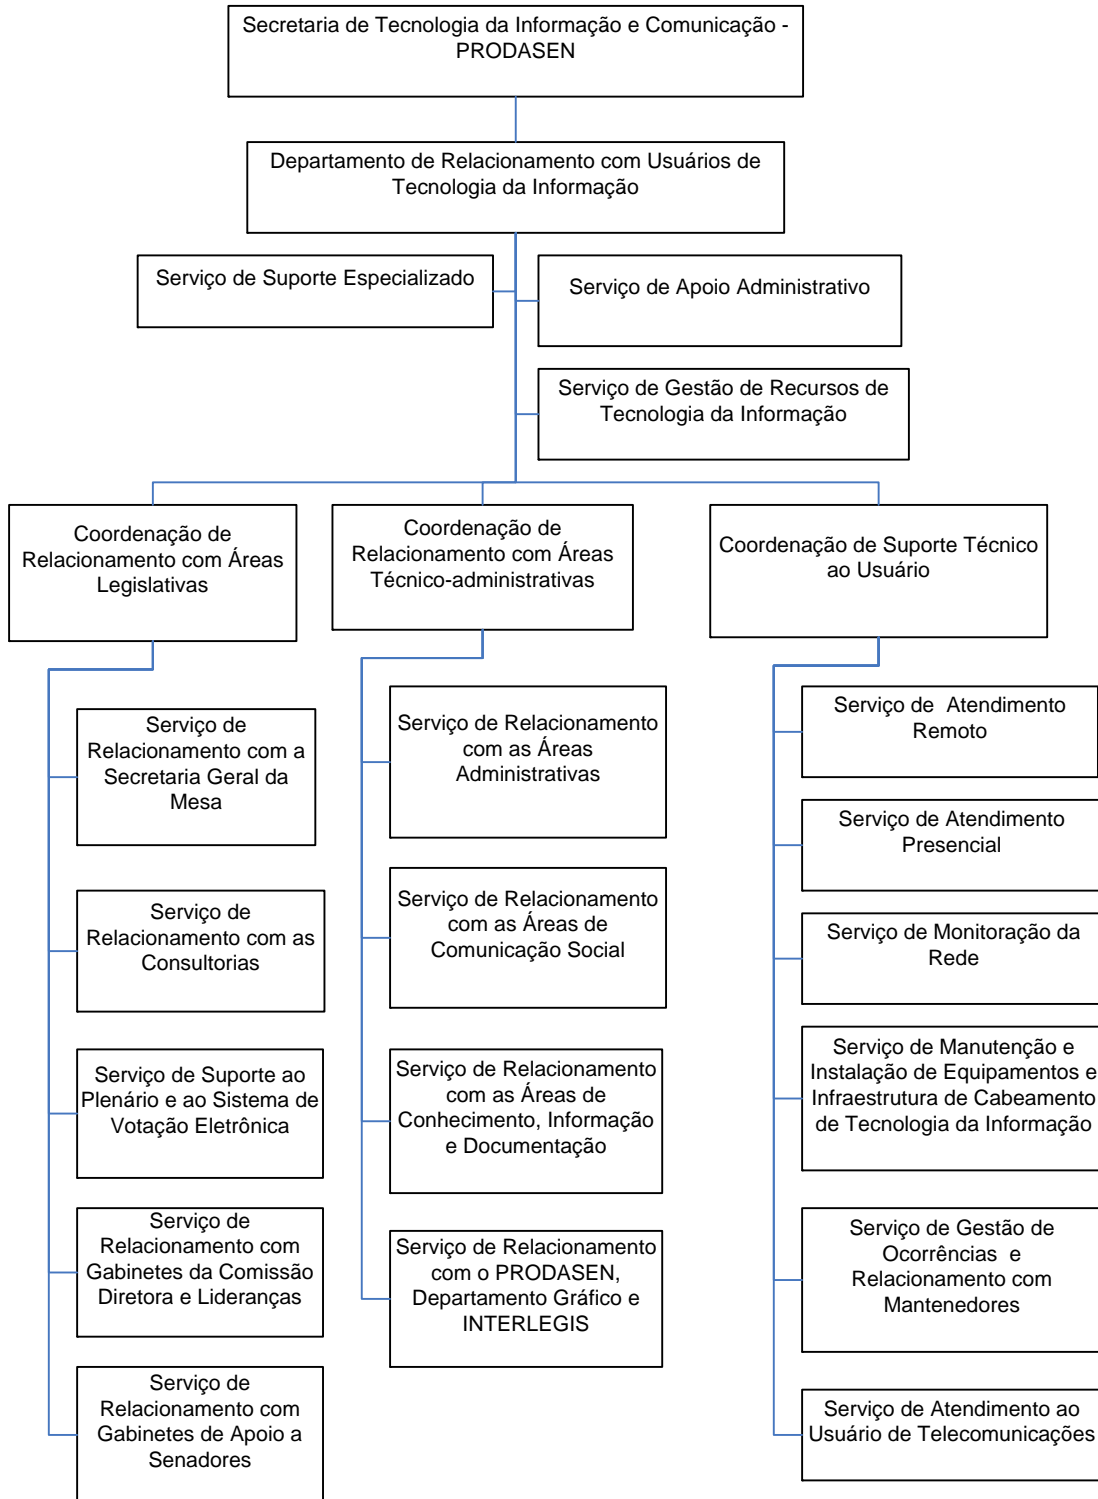 Secretaria de Tecnologia da Informação e Comunicação -
PRODASEN
Departamento de Relacionamento com Usuários de
Tecnologia da Informação
Serviço de Suporte Especializado
Serviço de Apoio Administrativo
Serviço de Gestão de Recursos de
Tecnologia da Informação
Coordenação de
Relacionamento com Áreas
Legislativas
Coordenação de
Relacionamento com Áreas
Técnico-administrativas
Coordenação de Suporte Técnico
ao Usuário
Serviço de
Relacionamento com a
Secretaria Geral da
Mesa
Serviço de
Relacionamento com as
Consultorias
Serviço de Suporte ao
Plenário e ao Sistema de
Votação Eletrônica
Serviço de
Relacionamento com
Gabinetes da Comissão
Diretora e Lideranças
Serviço de
Relacionamento com
Gabinetes de Apoio a
Senadores
Serviço de Relacionamento
com as Áreas
Administrativas
Serviço de Relacionamento
com as Áreas de
Comunicação Social
Serviço de Relacionamento
com as Áreas de
Conhecimento, Informação
e Documentação
Serviço de Relacionamento
com o PRODASEN,
Departamento Gráfico e
INTERLEGIS
Serviço de  Atendimento
Remoto
Serviço de Atendimento
Presencial
Serviço de Monitoração da
Rede
Serviço de Manutenção e
Instalação de Equipamentos e
Infraestrutura de Cabeamento
de Tecnologia da Informação
Serviço de Gestão de
Ocorrências  e
Relacionamento com
Mantenedores
Serviço de Atendimento ao
Usuário de Telecomunicações